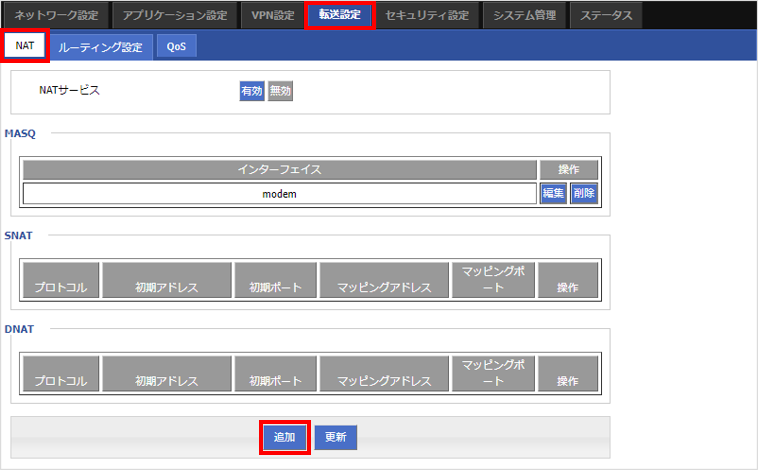 ネットワーク設定 アプリケーション設定 VPN設定 転送設定 セキュリティ設定 システム管理 ステータス
NAT ルーティング設定 QoS
NATサービス 有効 無効
MASQ
インターフェイス 操作
modem 編集 削除
SNAT
プロトコル 初期アドレス 初期ポート マッピングアドレス マッピングポート 操作
DNAT
プロトコル 初期アドレス 初期ポート マッピングアドレス マッピングポート 操作
追加 更新